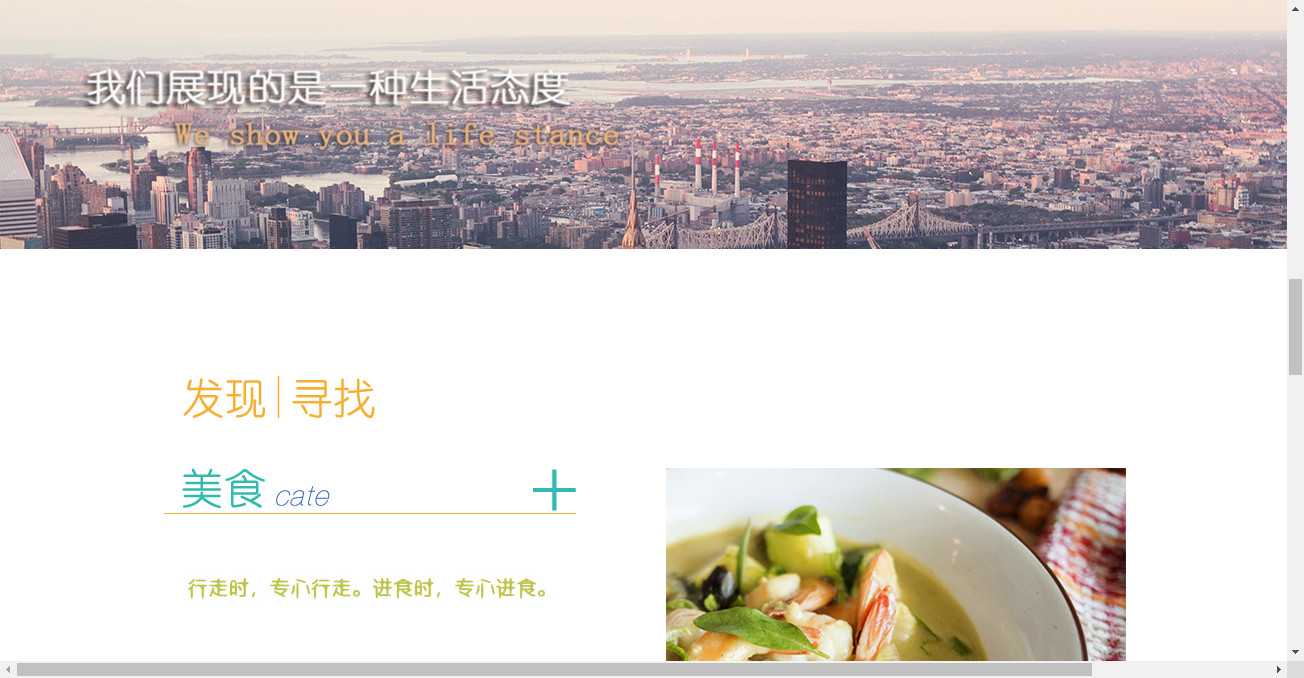 我们展现的是一种生活态度
We show you a life stance
发现|寻找
美食 cate
行走时，专心行走。进食时，专心进食。